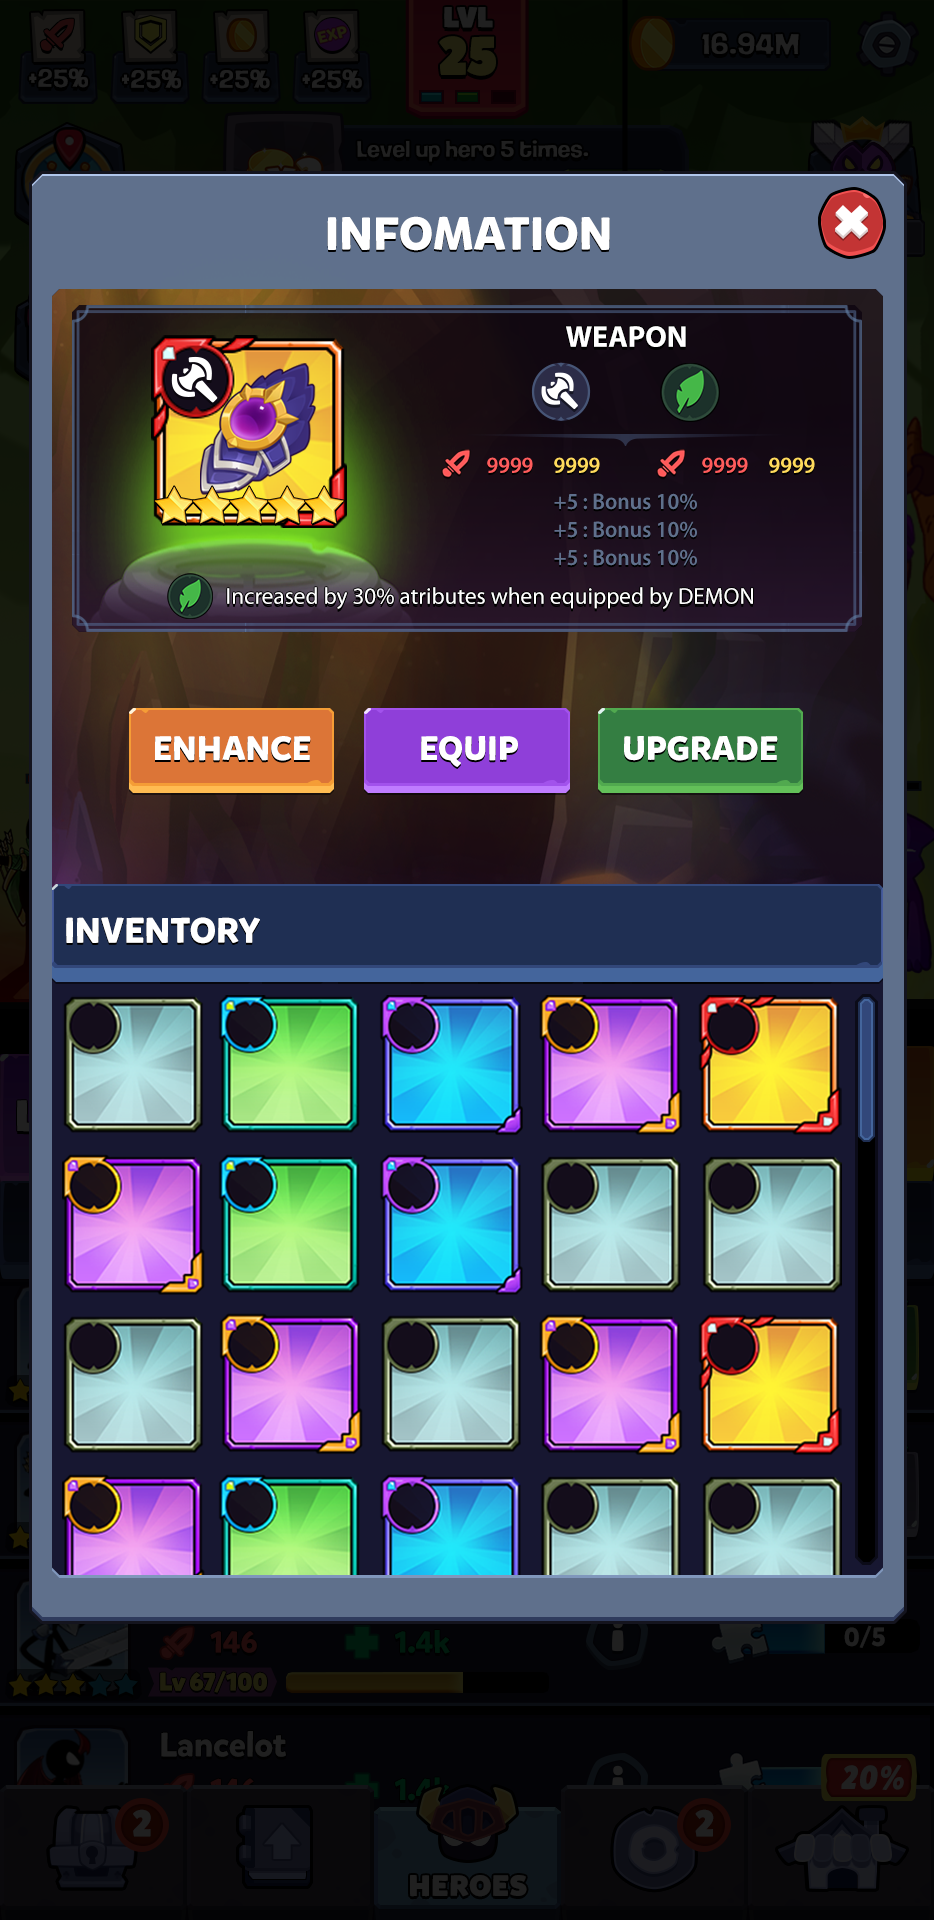 LVL
25
+25% +25% +25% EXP +25%
16.94M
Level up hero 5 times.
INFOMATION
WEAPON
9999 9999 9999 9999
+5 : Bonus 10%
+5 : Bonus 10%
+5 : Bonus 10%
Increased by 30% atributes when equipped by DEMON
ENHANCE EQUIP UPGRADE
INVENTORY
146 1.4k 0/5
Lv 67/100
Lancelot
20%
2 2
HEROES